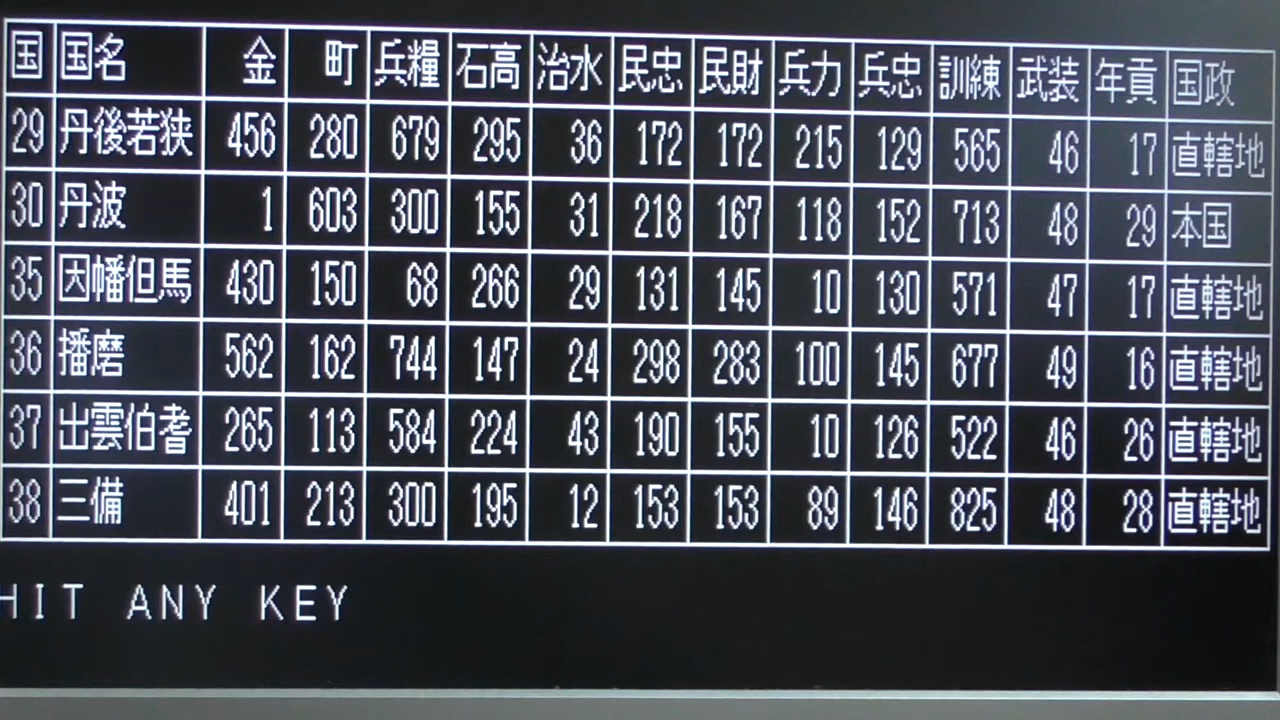 国 国名 金 町 兵糧 石高 治水 民忠 民財 兵力 兵忠 訓練 武装 年貢 国政
29 丹後若狭 456 280 679 295 36 172 172 215 129 565 46 17 直轄地
30 丹波 1 603 300 155 31 218 167 118 152 713 48 29 本国
35 因幡但馬 430 150 68 266 29 131 145 10 130 571 47 17 直轄地
36 播磨 562 162 744 147 24 298 283 100 145 677 49 16 直轄地
37 出雲伯耆 265 113 584 224 43 190 155 10 126 522 46 26 直轄地
38 三備 401 213 300 195 12 153 153 89 146 825 48 28 直轄地
HIT ANY KEY